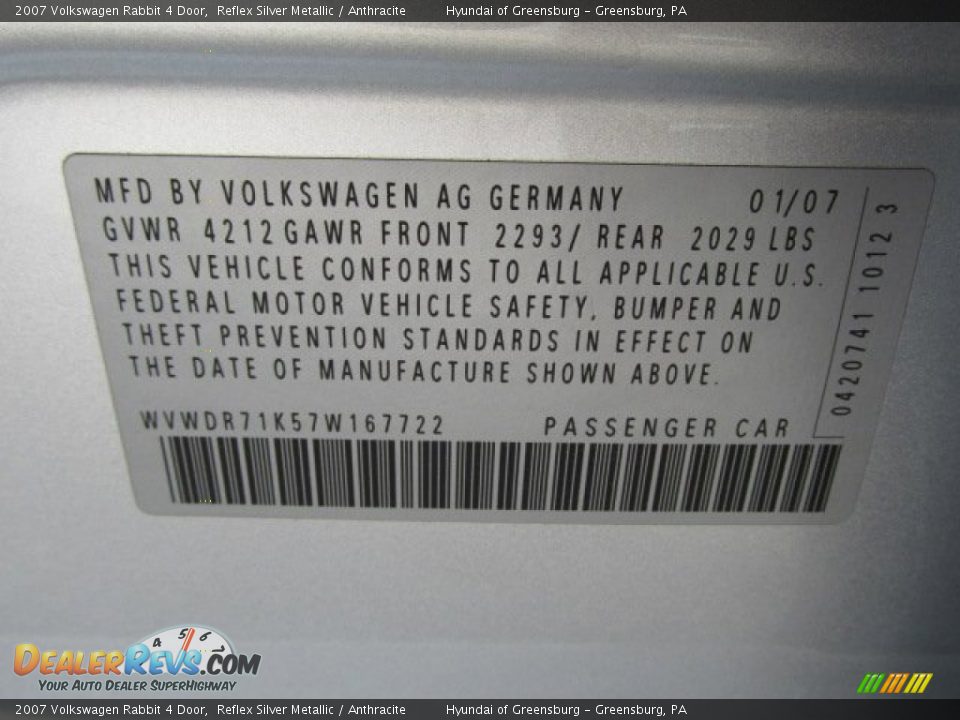 2007 Volkswagen Rabbit 4 Door, Reflex Silver Metallic / Anthracite Hyundai of Greensburg - Greensburg, PA
MFD BY VOLKSWAGEN AG GERMANY 01/07
GVWR 4212 GAWR FRONT 2293/ REAR 2029 LBS
THIS VEHICLE CONFORMS TO ALL APPLICABLE U.S.
FEDERAL MOTOR VEHICLE SAFETY, BUMPER AND
THEFT PREVENTION STANDARDS IN EFFECT ON
THE DATE OF MANUFACTURE SHOWN ABOVE.
WVWDR71K57W167722 PASSENGER CAR
0420741 1012 3
4 5 6
DEALERREVS.COM
YOUR AUTO DEALER SUPERHIGHWAY
2007 Volkswagen Rabbit 4 Door, Reflex Silver Metallic / Anthracite Hyundai of Greensburg - Greensburg, PA